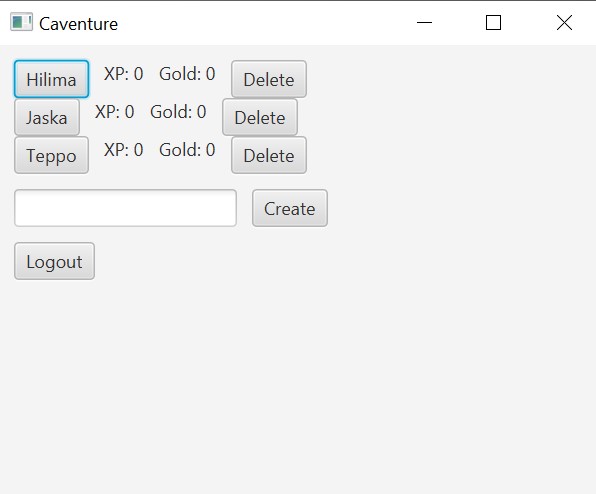 Caventure
Hilima XP: 0 Gold: 0 Delete
Jaska XP: 0 Gold: 0 Delete
Teppo XP: 0 Gold: 0 Delete
Create
Logout